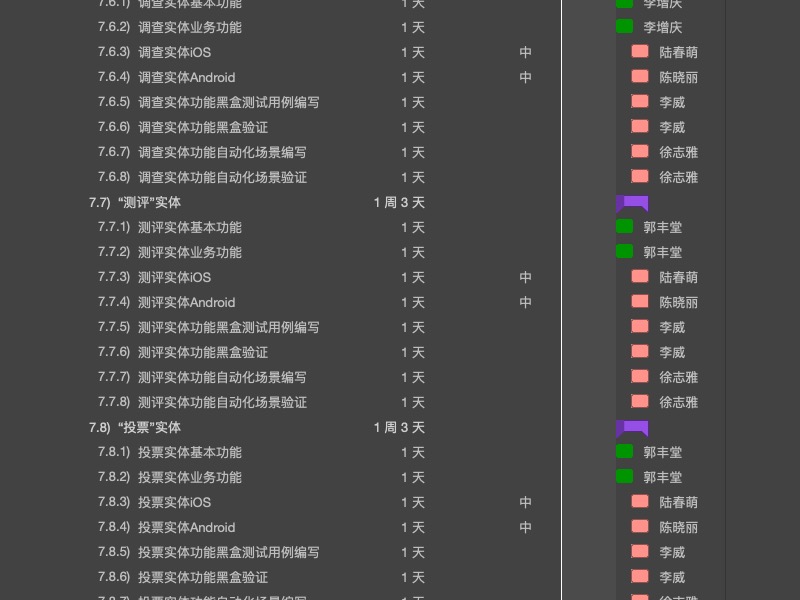 7.6.1) 调查实体基本功能 1 天 李增庆
7.6.2) 调查实体业务功能 1 天 李增庆
7.6.3) 调查实体iOS 1 天 中 陆春萌
7.6.4) 调查实体Android 1 天 中 陈晓丽
7.6.5) 调查实体功能黑盒测试用例编写 1 天 李威
7.6.6) 调查实体功能黑盒验证 1 天 李威
7.6.7) 调查实体功能自动化场景编写 1 天 徐志雅
7.6.8) 调查实体功能自动化场景验证 1 天 徐志雅
7.7) “测评”实体 1 周 3 天
7.7.1) 测评实体基本功能 1 天 郭丰堂
7.7.2) 测评实体业务功能 1 天 郭丰堂
7.7.3) 测评实体iOS 1 天 中 陆春萌
7.7.4) 测评实体Android 1 天 中 陈晓丽
7.7.5) 测评实体功能黑盒测试用例编写 1 天 李威
7.7.6) 测评实体功能黑盒验证 1 天 李威
7.7.7) 测评实体功能自动化场景编写 1 天 徐志雅
7.7.8) 测评实体功能自动化场景验证 1 天 徐志雅
7.8) “投票”实体 1 周 3 天
7.8.1) 投票实体基本功能 1 天 郭丰堂
7.8.2) 投票实体业务功能 1 天 郭丰堂
7.8.3) 投票实体iOS 1 天 中 陆春萌
7.8.4) 投票实体Android 1 天 中 陈晓丽
7.8.5) 投票实体功能黑盒测试用例编写 1 天 李威
7.8.6) 投票实体功能黑盒验证 1 天 李威
7.8.7) 投票实体功能自动化场景编写 1 天 徐志雅